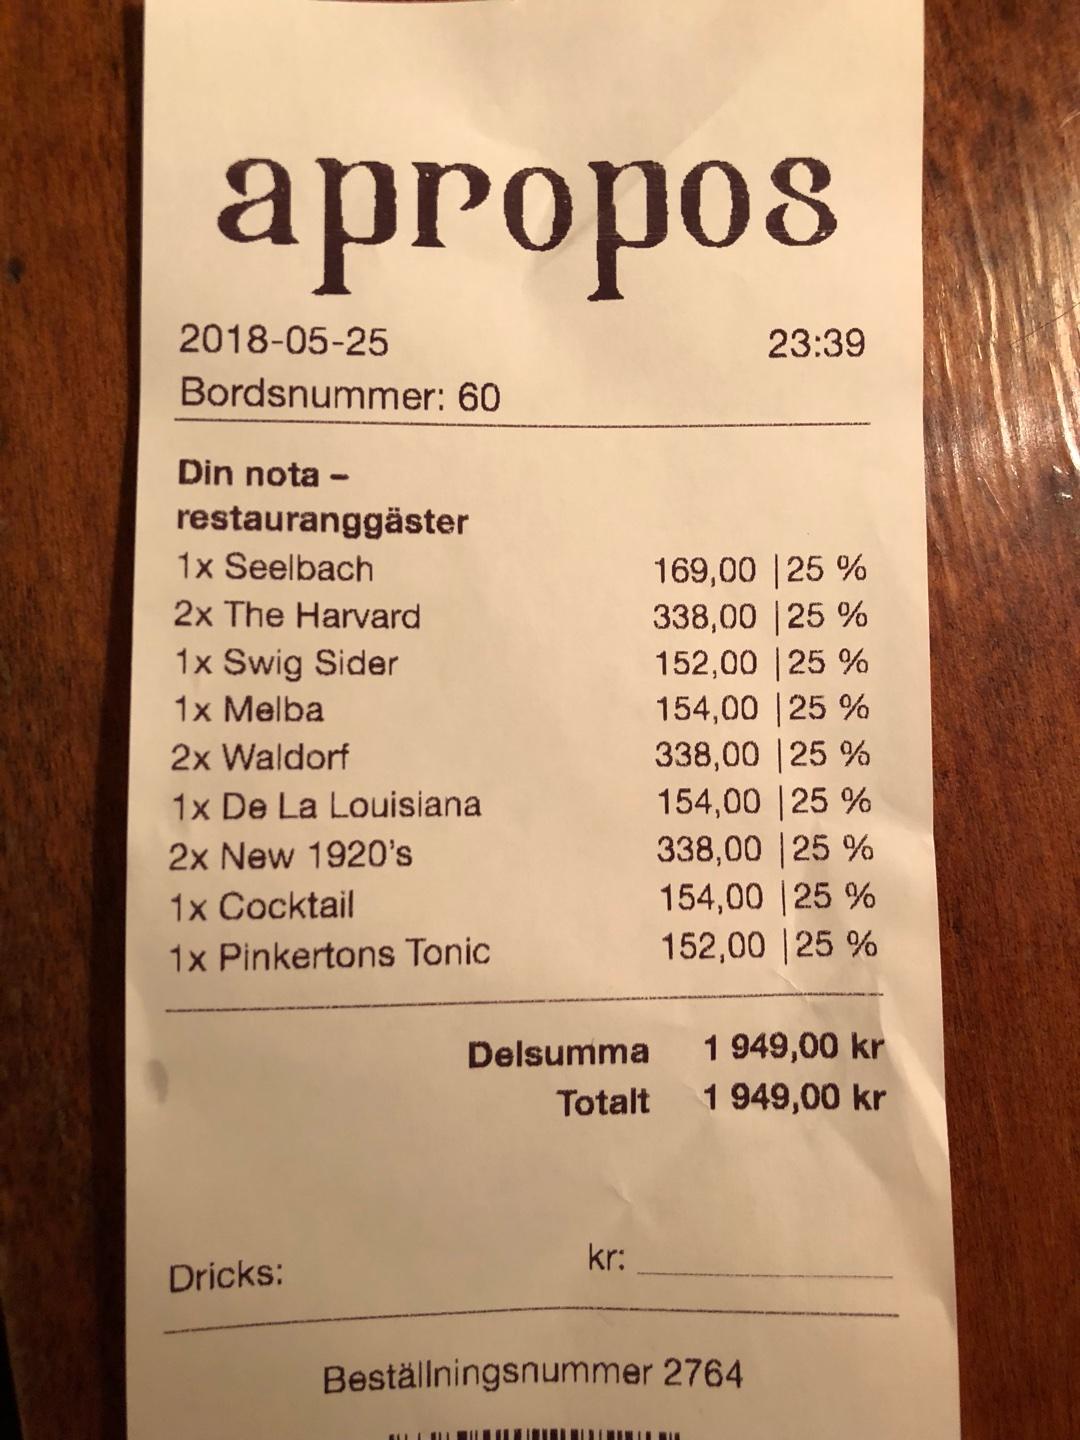 apropos
2018-05-25 23:39
Bordsnummer: 60
Din nota –
restauranggäster
1x Seelbach 169,00 |25 %
2x The Harvard 338,00 |25 %
1x Swig Sider 152,00 |25 %
1x Melba 154,00 |25 %
2x Waldorf 338,00 |25 %
1x De La Louisiana 154,00 |25 %
2x New 1920's 338,00 |25 %
1x Cocktail 154,00 |25 %
1x Pinkertons Tonic 152,00 |25 %
Delsumma 1 949,00 kr
Totalt 1 949,00 kr
Dricks: kr:
Beställningsnummer 2764